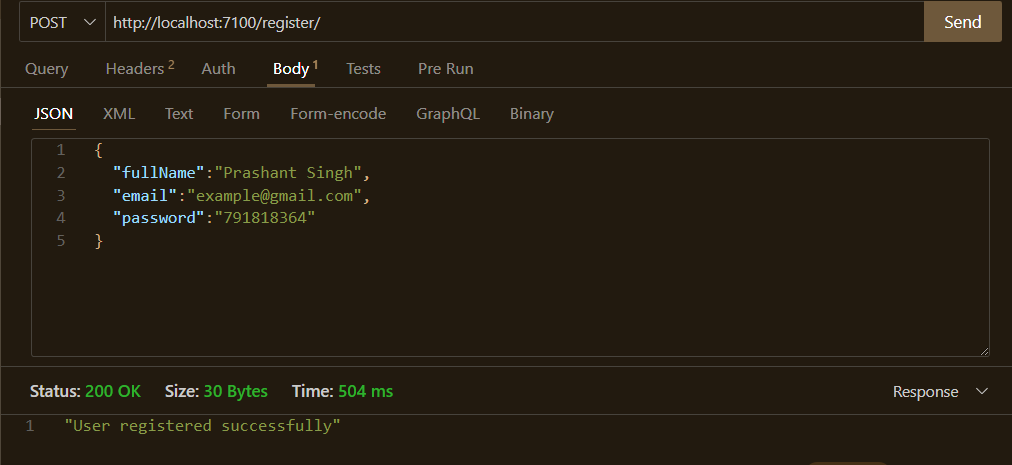 POST http://localhost:7100/register/ Send
Query Headers 2 Auth Body 1 Tests Pre Run
JSON XML Text Form Form-encode GraphQL Binary
1 {
2 "fullName":"Prashant Singh",
3 "email":"example@gmail.com",
4 "password":"791818364"
5 }
Status: 200 OK Size: 30 Bytes Time: 504 ms Response
1 "User registered successfully"